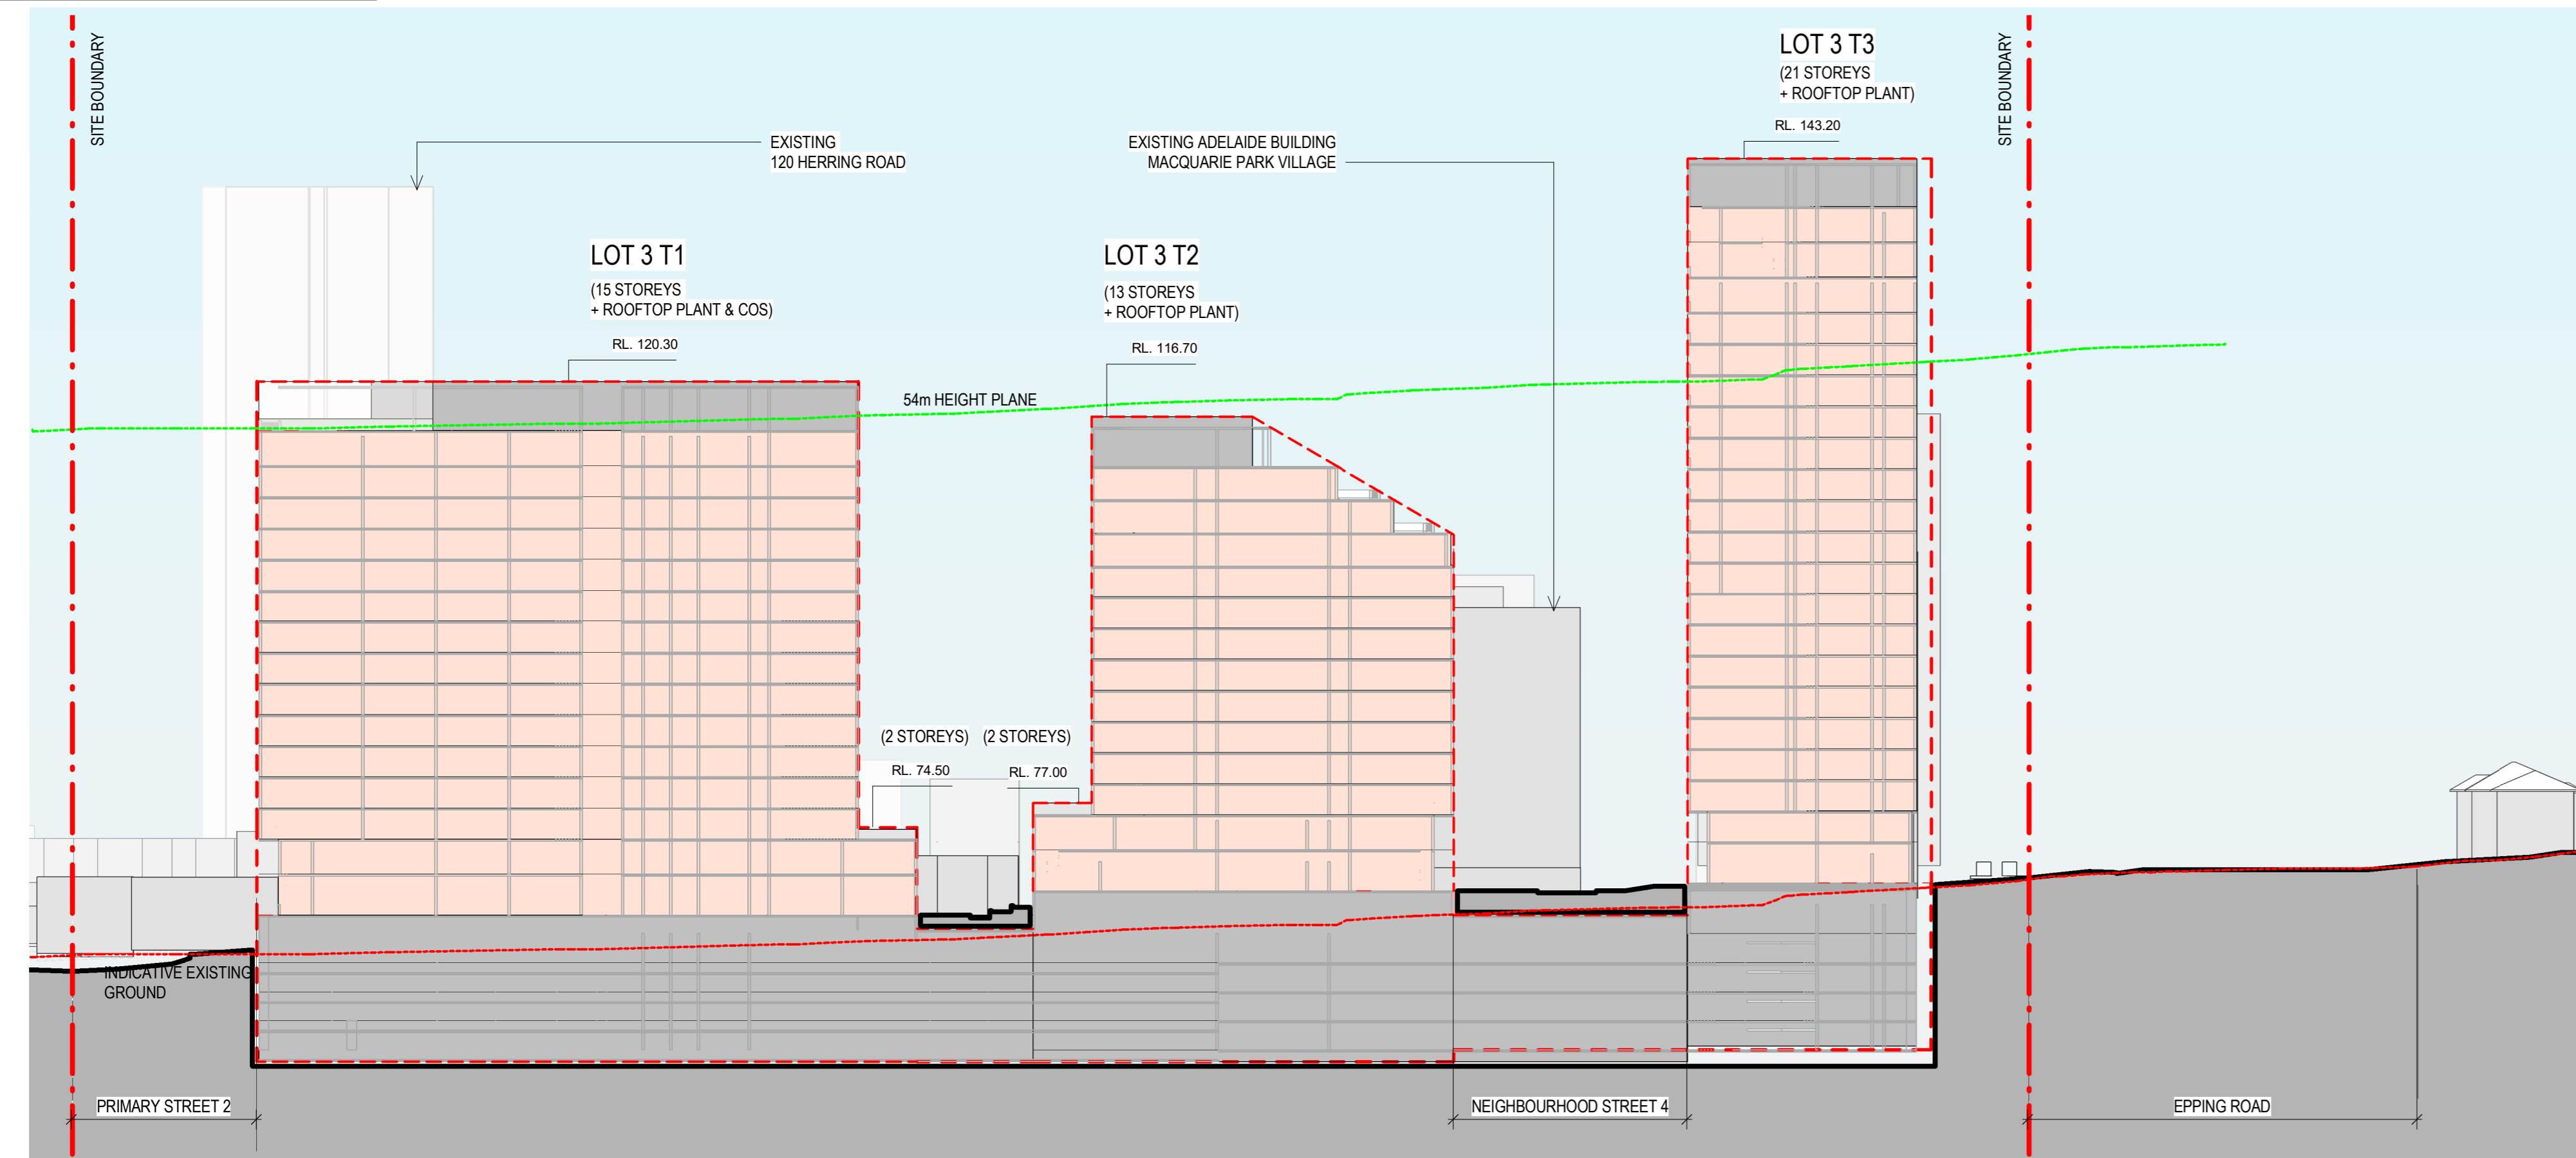 SITE BOUNDARY
LOT 3 T3
(21 STOREYS
+ ROOFTOP PLANT)
RL. 143.20
SITE BOUNDARY
EXISTING
120 HERRING ROAD
EXISTING ADELAIDE BUILDING
MACQUARIE PARK VILLAGE
LOT 3 T1
(15 STOREYS
+ ROOFTOP PLANT & COS)
RL. 120.30
LOT 3 T2
(13 STOREYS
+ ROOFTOP PLANT)
RL. 116.70
54m HEIGHT PLANE
(2 STOREYS)
(2 STOREYS)
RL. 74.50
RL. 77.00
INDICATIVE EXISTING
GROUND
PRIMARY STREET 2
NEIGHBOURHOOD STREET 4
EPPING ROAD